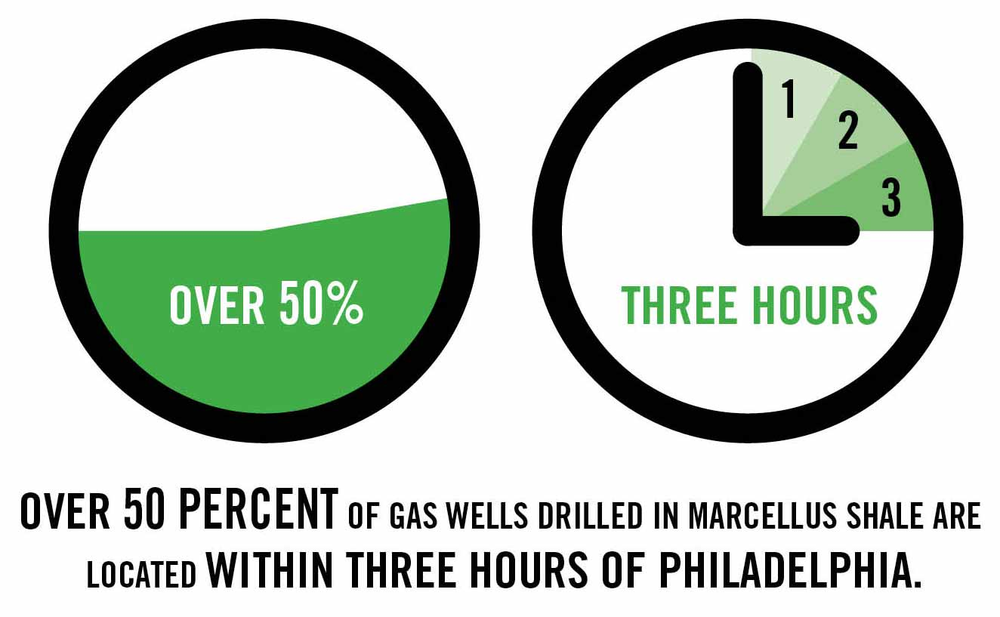 OVER 50%
1
2
3
THREE HOURS
OVER 50 PERCENT OF GAS WELLS DRILLED IN MARCELLUS SHALE ARE
LOCATED WITHIN THREE HOURS OF PHILADELPHIA.